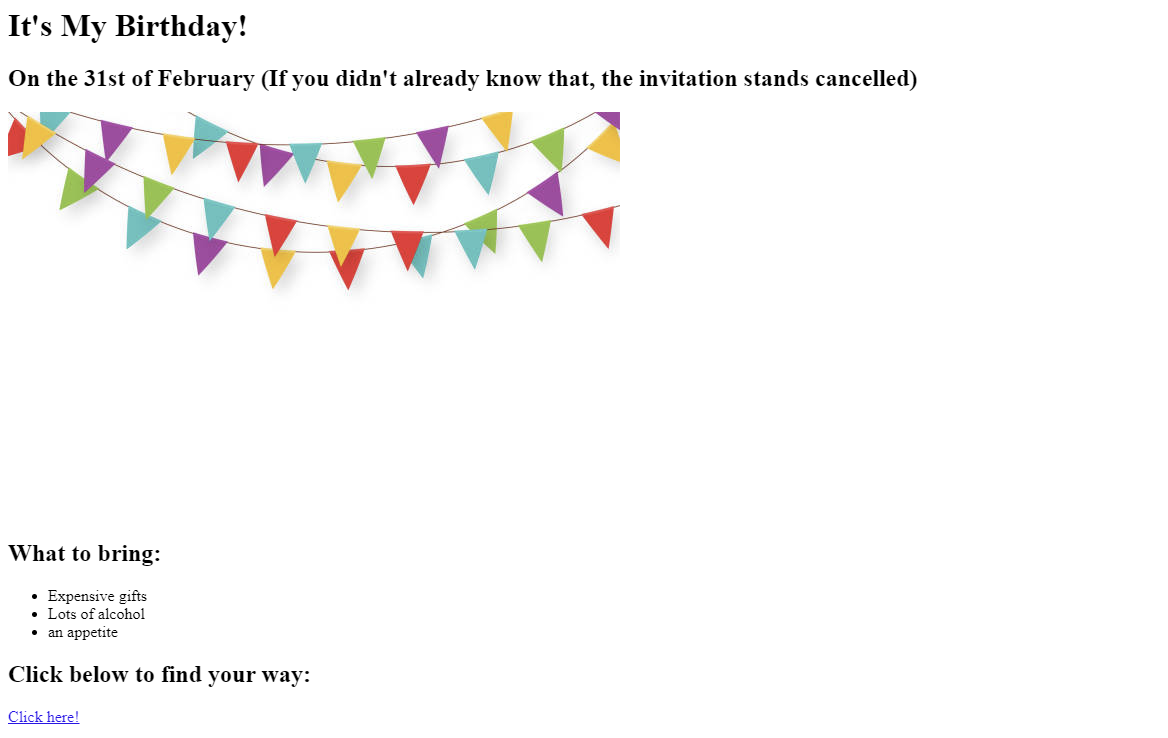 It's My Birthday!
On the 31st of February (If you didn't already know that, the invitation stands cancelled)
What to bring:
Expensive gifts
Lots of alcohol
an appetite
Click below to find your way:
Click here!